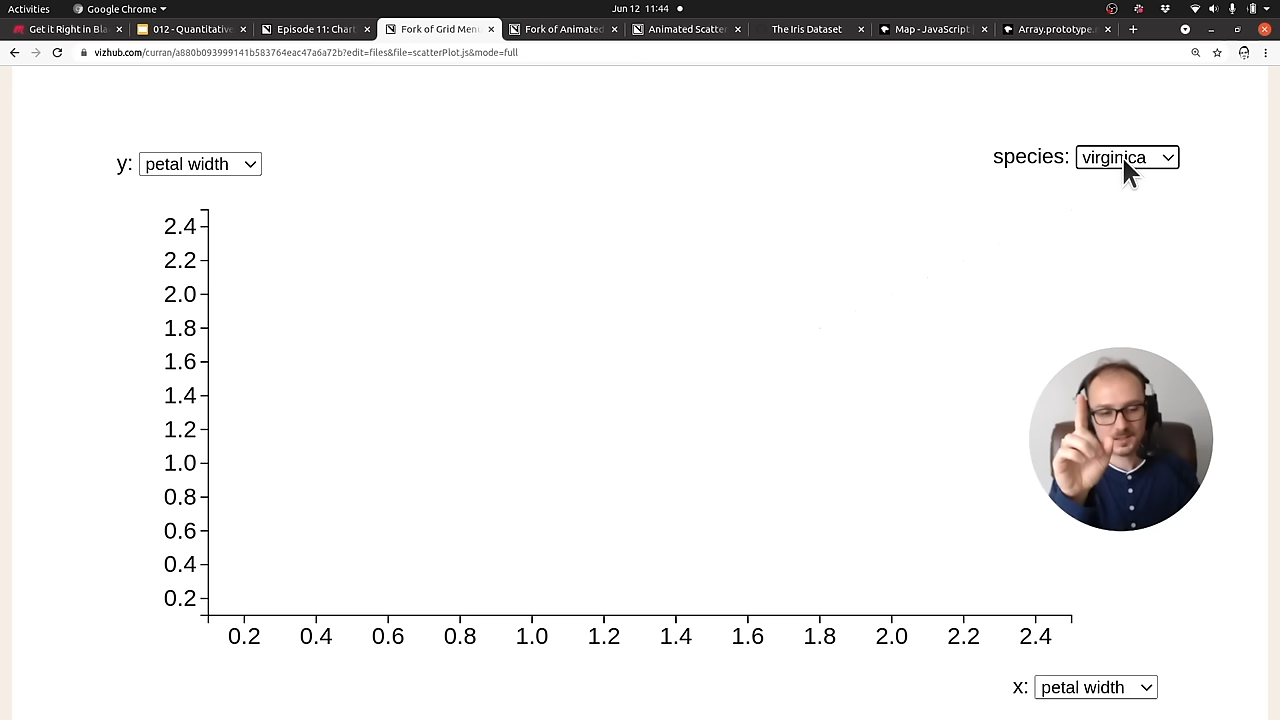 Activities
Google Chrome
Jun 12 11:44
Get It Right in Bla
012 - Quantitative
Episode 11: Chart
Fork of Grid Menu
Fork of Animated
Animated Scatter
The Iris Dataset
Map - JavaScript
Array.prototype.r
vizhub.com/curran/a880b093999141b583764eac47a6a72b?edit=files&file=scatterPlot.js&mode=full
y: petal width
species: virginica
2.4
2.2
2.0
1.8
1.6
1.4
1.2
1.0
0.8
0.6
0.4
0.2
0.2 0.4 0.6 0.8 1.0 1.2 1.4 1.6 1.8 2.0 2.2 2.4
x: petal width